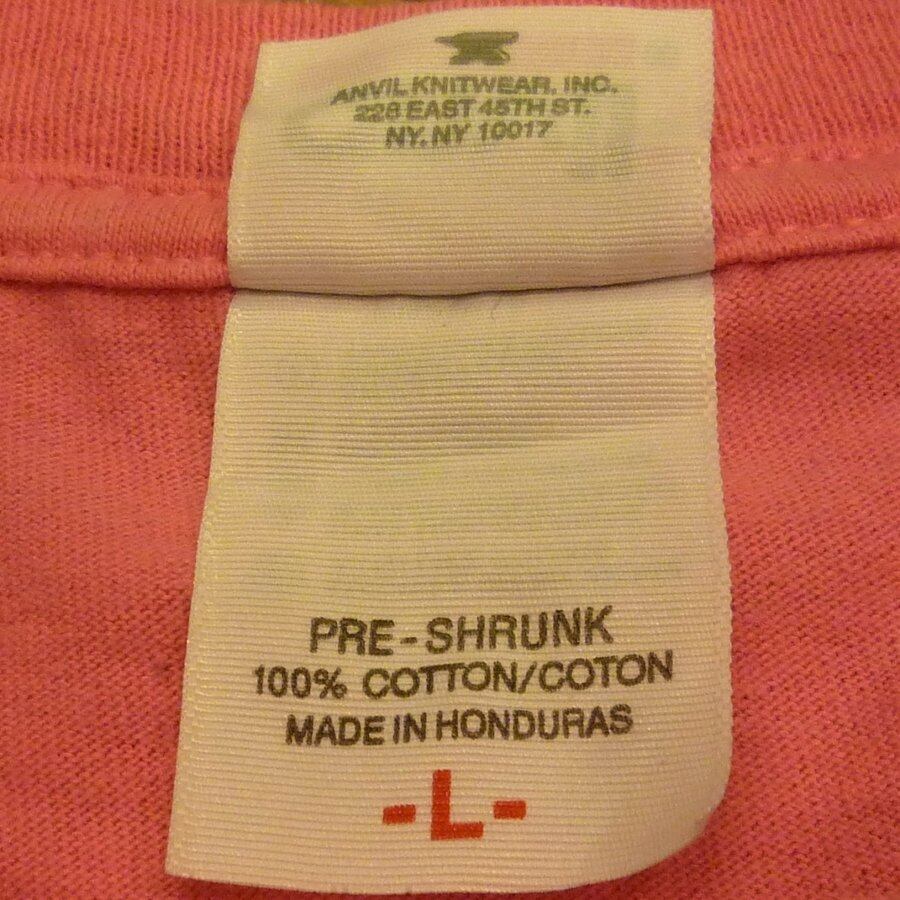 ANVIL KNITWEAR, INC.
228 EAST 45TH ST.
NY, NY 10017
PRE-SHRUNK
100% COTTON/COTON
MADE IN HONDURAS
-L-